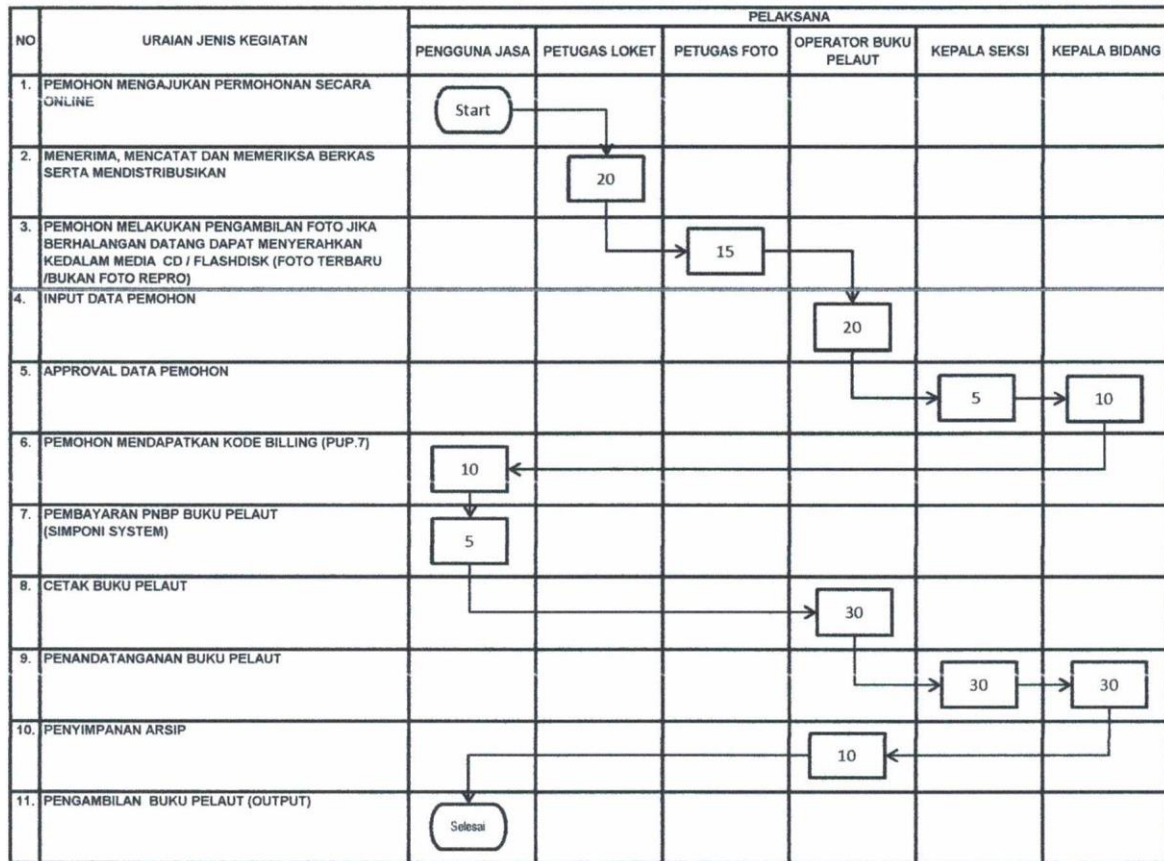 NO
URAIAN JENIS KEGIATAN
PELAKSANA
PENGGUNA JASA
PETUGAS LOKET
PETUGAS FOTO
OPERATOR BUKU
PELAUT
KEPALA SEKSI
KEPALA BIDANG
1. PEMOHON MENGAJUKAN PERMOHONAN SECARA
ONLINE
Start
2. MENERIMA, MENCATAT DAN MEMERIKSA BERKAS
SERTA MENDISTRIBUSIKAN
20
3. PEMOHON MELAKUKAN PENGAMBILAN FOTO JIKA
BERHALANGAN DATANG DAPAT MENYERAHKAN
KEDALAM MEDIA CD / FLASHDISK (FOTO TERBARU
/BUKAN FOTO REPRO)
15
4. INPUT DATA PEMOHON
20
5. APPROVAL DATA PEMOHON
5
10
6. PEMOHON MENDAPATKAN KODE BILLING (PUP.7)
10
7. PEMBAYARAN PNBP BUKU PELAUT
(SIMPONI SYSTEM)
5
8. CETAK BUKU PELAUT
30
9. PENANDATANGANAN BUKU PELAUT
30
30
10. PENYIMPANAN ARSIP
10
11. PENGAMBILAN BUKU PELAUT (OUTPUT)
Selesai